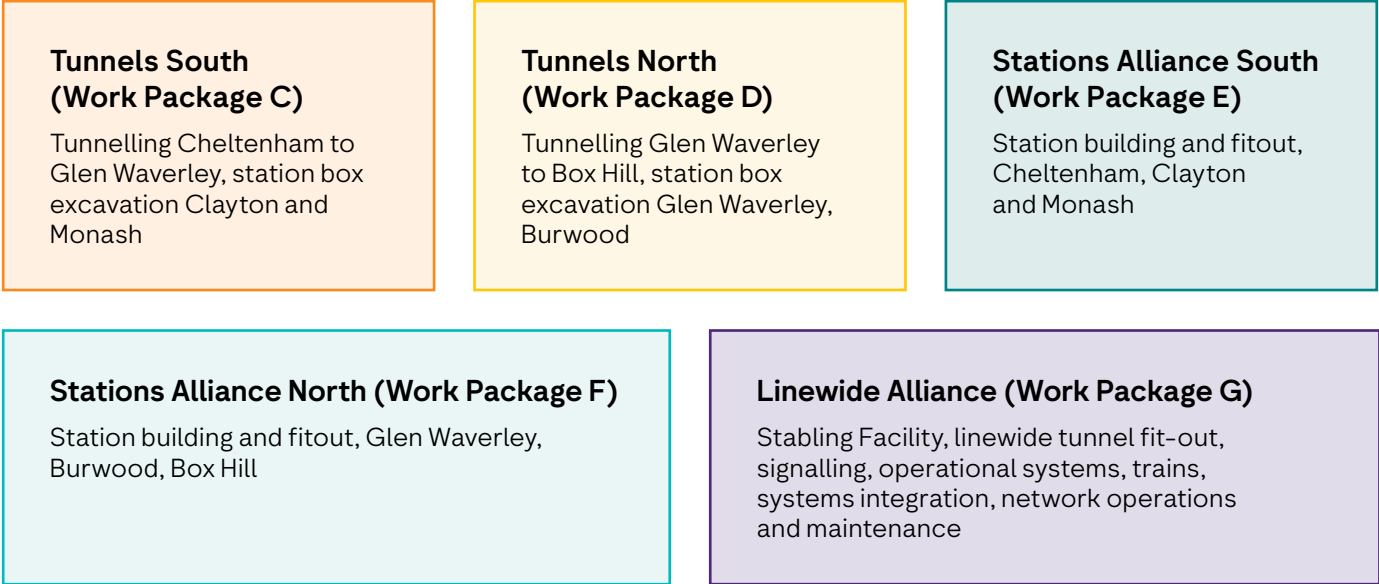 Tunnels South
(Work Package C)
Tunnelling Cheltenham to
Glen Waverley, station box
excavation Clayton and
Monash
Tunnels North
(Work Package D)
Tunnelling Glen Waverley
to Box Hill, station box
excavation Glen Waverley,
Burwood
Stations Alliance South
(Work Package E)
Station building and fitout,
Cheltenham, Clayton
and Monash
Stations Alliance North (Work Package F)
Station building and fitout, Glen Waverley,
Burwood, Box Hill
Linewide Alliance (Work Package G)
Stabling Facility, linewide tunnel fit-out,
signalling, operational systems, trains,
systems integration, network operations
and maintenance